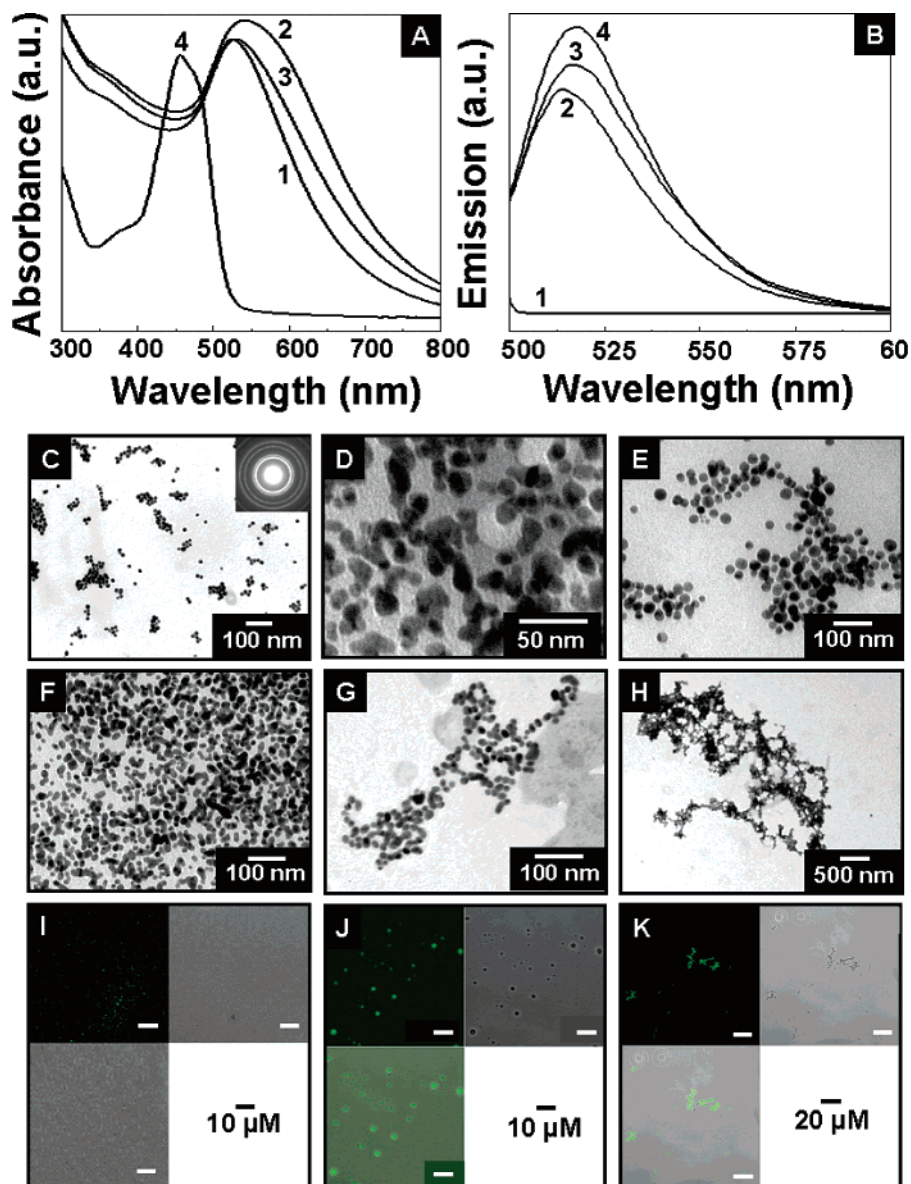 A
4
2
3
1
Absorbance (a.u.)
300 400 500 600 700 800
Wavelength (nm)
B
4
3
2
1
Emission (a.u.)
500 525 550 575 60
Wavelength (nm)
C
100 nm
D
50 nm
E
100 nm
F
100 nm
G
100 nm
H
500 nm
I
10 µM
J
10 µM
K
20 µM